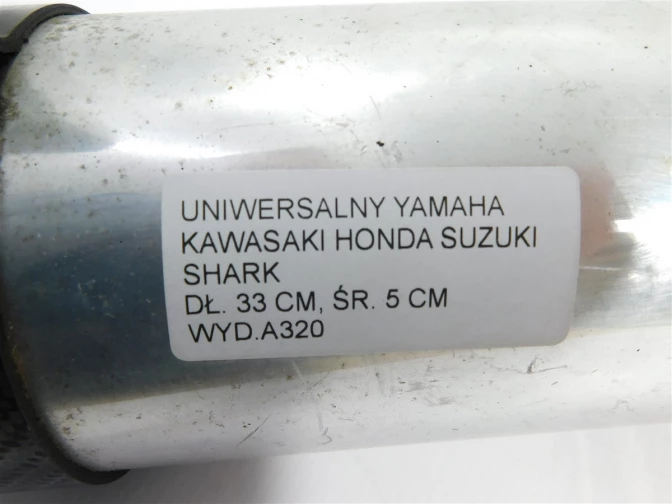 UNIWERSALNY YAMAHA
KAWASAKI HONDA SUZUKI
SHARK
DŁ. 33 CM, ŚR. 5 CM
WYD.A320